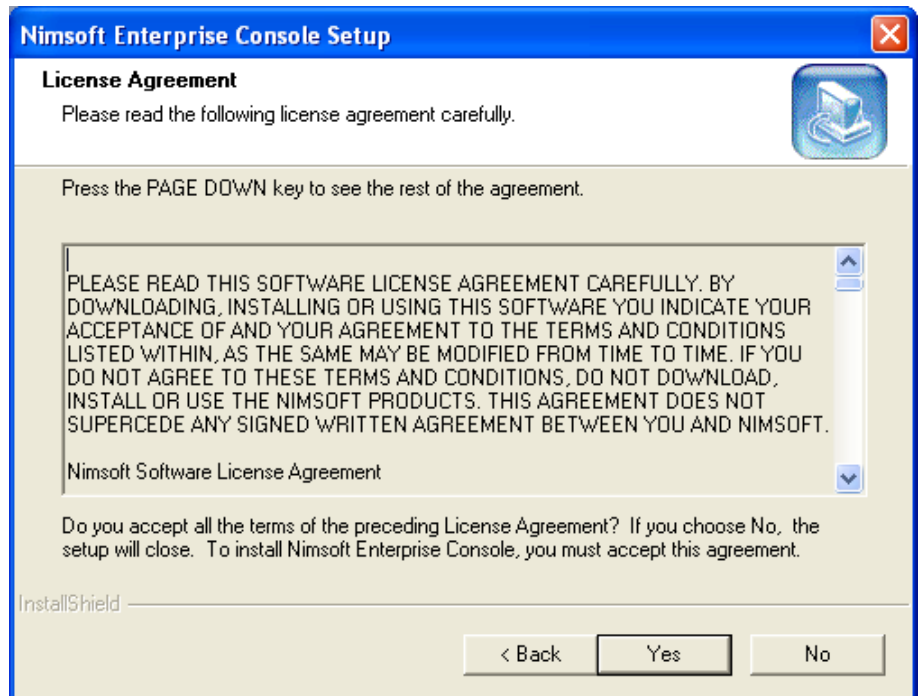 Nimsoft Enterprise Console Setup
License Agreement
Please read the following license agreement carefully.
Press the PAGE DOWN key to see the rest of the agreement.
PLEASE READ THIS SOFTWARE LICENSE AGREEMENT CAREFULLY. BY
DOWNLOADING, INSTALLING OR USING THIS SOFTWARE YOU INDICATE YOUR
ACCEPTANCE OF AND YOUR AGREEMENT TO THE TERMS AND CONDITIONS
LISTED WITHIN, AS THE SAME MAY BE MODIFIED FROM TIME TO TIME. IF YOU
DO NOT AGREE TO THESE TERMS AND CONDITIONS, DO NOT DOWNLOAD,
INSTALL OR USE THE NIMSOFT PRODUCTS. THIS AGREEMENT DOES NOT
SUPERCEDE ANY SIGNED WRITTEN AGREEMENT BETWEEN YOU AND NIMSOFT.
Nimsoft Software License Agreement
Do you accept all the terms of the preceding License Agreement?  If you choose No,  the
setup will close.  To install Nimsoft Enterprise Console, you must accept this agreement.
InstallShield
< Back
Yes
No